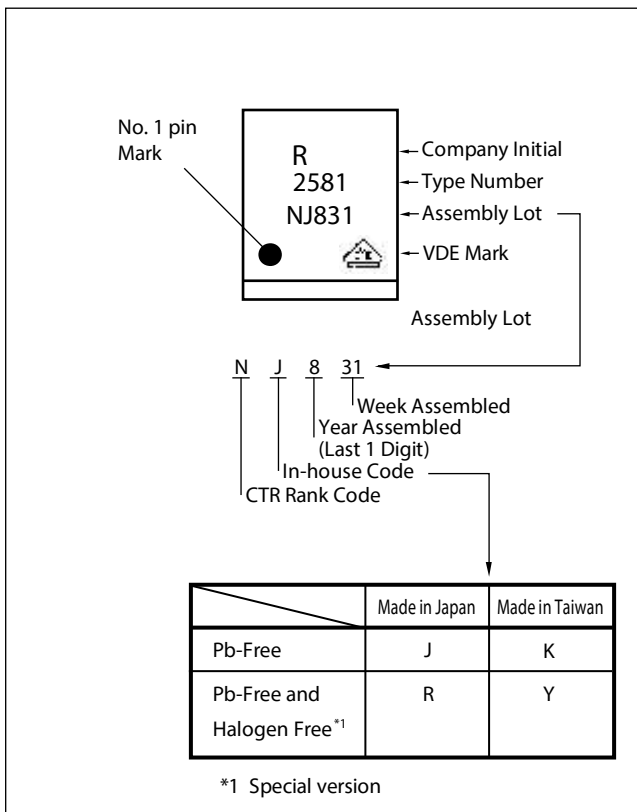 No. 1 pin
Mark
R
2581
NJ831
Company Initial
Type Number
Assembly Lot
VDE Mark
Assembly Lot
N J 8 31
Week Assembled
Year Assembled
(Last 1 Digit)
In-house Code
CTR Rank Code
Made in Japan Made in Taiwan
Pb-Free J K
Pb-Free and R Y
Halogen Free*1
*1 Special version